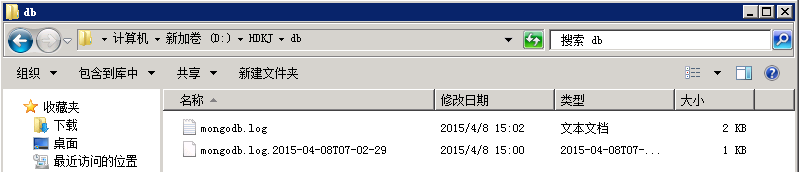 db
计算机 新加卷 (D:) HDKJ db 搜索 db
组织 包含到库中 共享 新建文件夹
收藏夹
下载
桌面
最近访问的位置
名称 修改日期 类型 大小
mongodb.log 2015/4/8 15:02 文本文档 2 KB
mongodb.log.2015-04-08T07-02-29 2015/4/8 15:00 2015-04-08T07-... 1 KB